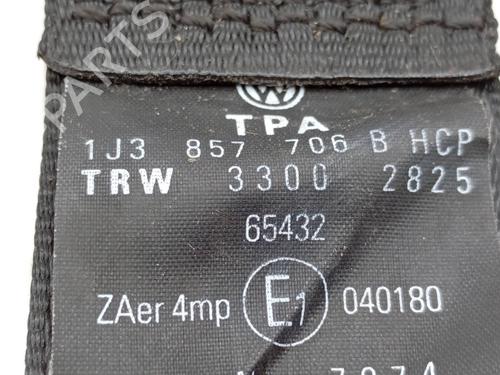 PARTS
TPA
1J3 857 706 B HCP
TRW 3300 2825
65432
ZAer 4mp E1 040180